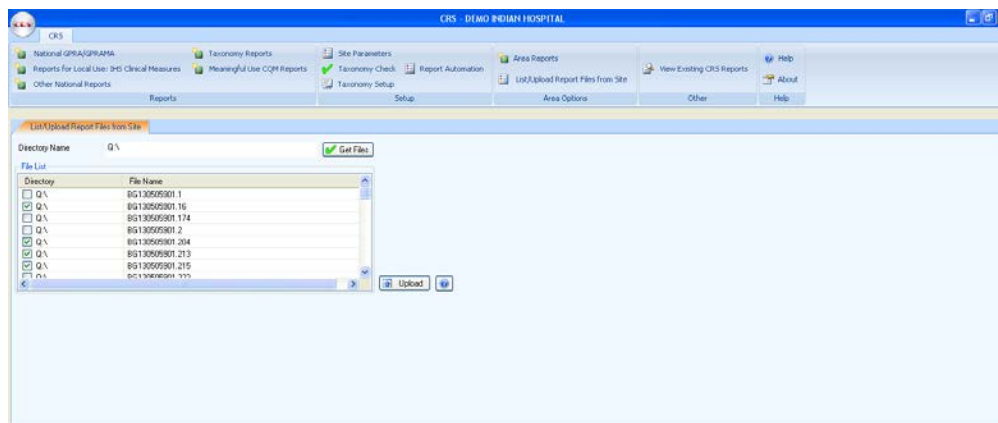 CRS - DEMO INDIAN HOSPITAL
CRS
CRS
National GPRA/GPRAMA
Reports for Local Use: IHS Clinical Measures
Other National Reports
Taxonomy Reports
Meaningful Use CQM Reports
Reports
Site Parameters
Taxonomy Check
Report Automation
Taxonomy Setup
Setup
Area Reports
List/Upload Report Files from Site
Area Options
View Existing CRS Reports
Other
Help
About
Help
List/Upload Report Files from Site
Directory Name Q:\ Get Files
File List
Directory File Name
Q:\ BG130505901.1
Q:\ BG130505901.16
Q:\ BG130505901.174
Q:\ BG130505901.2
Q:\ BG130505901.204
Q:\ BG130505901.213
Q:\ BG130505901.215
Q:\ BG130505901.222
Upload